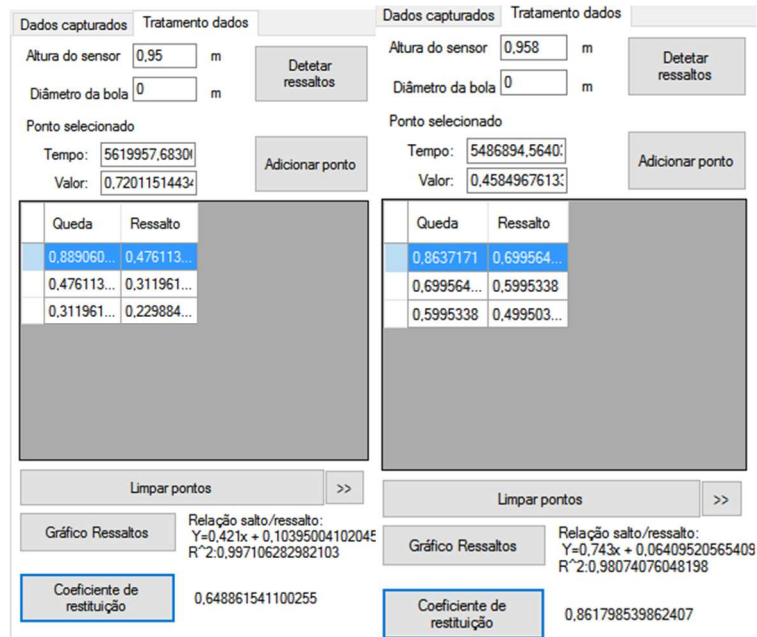 Dados capturados Tratamento dados
Altura do sensor 0,95 m
Detetar ressaltos
Diâmetro da bola 0 m
Ponto selecionado
Tempo: 5619957,6830
Adicionar ponto
Valor: 0,7201151443
Queda Ressalto
0,889060... 0,476113...
0,476113... 0,311961...
0,311961... 0,229884...
Limpar pontos >>
Gráfico Ressaltos
Relação salto/ressalto:
Y=0,421x + 0,10395004102045
R^2:0,997106282982103
Coeficiente de restituição
0,648861541100255
Dados capturados Tratamento dados
Altura do sensor 0,958 m
Detetar ressaltos
Diâmetro da bola 0 m
Ponto selecionado
Tempo: 5486894,5640
Adicionar ponto
Valor: 0,4584967613
Queda Ressalto
0,8637171 0,699564...
0,699564... 0,5995338
0,5995338 0,499503...
Limpar pontos >>
Gráfico Ressaltos
Relação salto/ressalto:
Y=0,743x + 0,06409520565409
R^2:0,98074076048198
Coeficiente de restituição
0,861798539862407